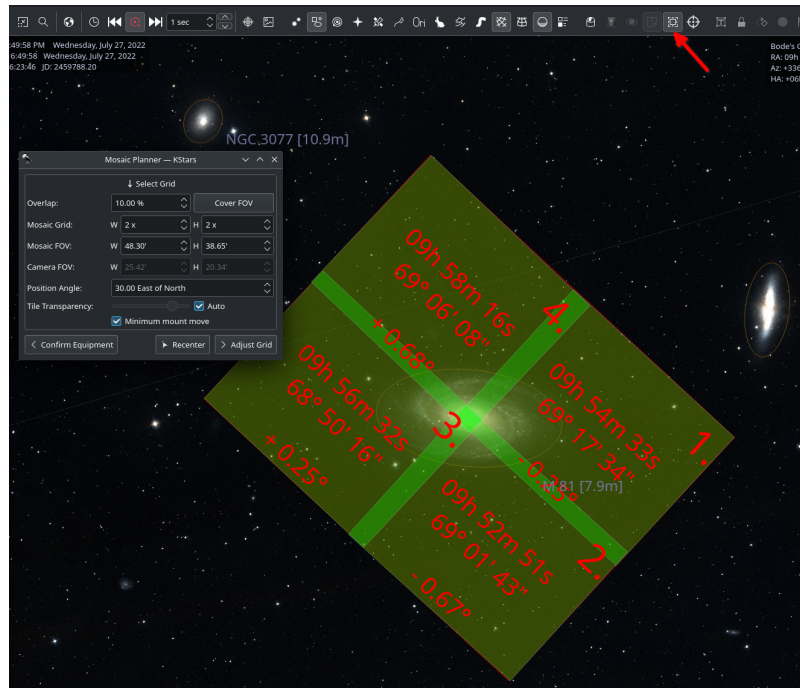 1 sec
Ori
:49:58 PM Wednesday, July 27, 2022
6:49:58 Wednesday, July 27, 2022
6:23:46 JD: 2459788.20
Bode's G
RA: 09h
Az: +336
HA: +06
NGC 3077 [10.9m]
Mosaic Planner — KStars
↓ Select Grid
Overlap: 10.00 % Cover FOV
Mosaic Grid: W 2 x H 2 x
Mosaic FOV: W 48.30' H 38.65'
Camera FOV: W 25.42' H 20.34'
Position Angle: 30.00 East of North
Tile Transparency: Auto
Minimum mount move
< Confirm Equipment Recenter > Adjust Grid
4.
09h 58m 16s
69° 06' 08"
+ 0.68°
1.
09h 54m 33s
69° 17' 34"
3.
09h 56m 32s
68° 50' 16"
+ 0.25°
M 81 [7.9m]
2.
09h 52m 51s
69° 01' 43"
- 0.67°